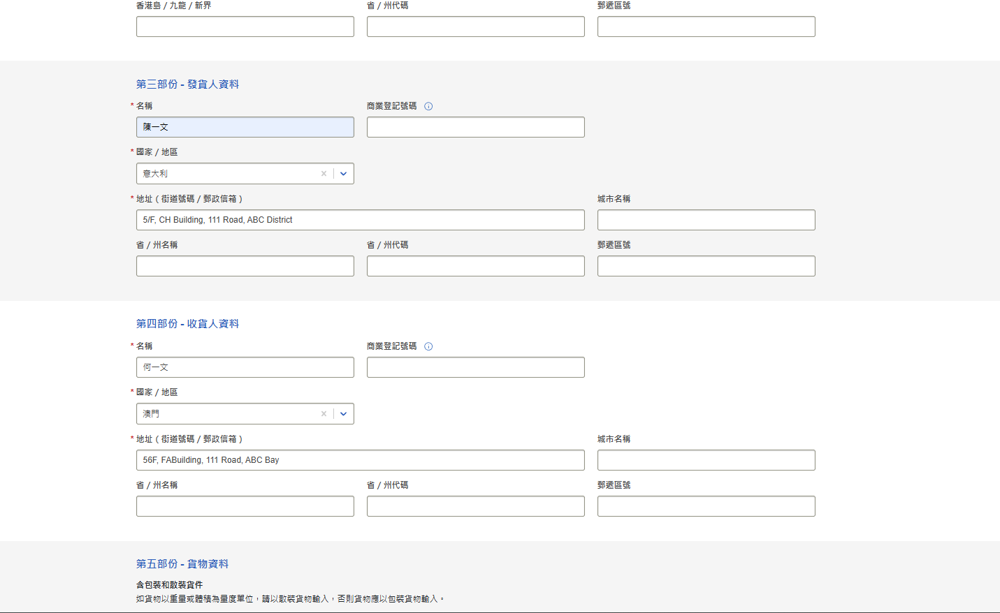 香港島 / 九龍 / 新界 省 / 州代碼 郵遞區號
第三部份 - 發貨人資料
* 名稱 商業登記號碼
陳一文
* 國家 / 地區
意大利
* 地址 ( 街道號碼 / 郵政信箱 ) 城市名稱
5/F, CH Building, 111 Road, ABC District
省 / 州名稱 省 / 州代碼 郵遞區號
第四部份 - 收貨人資料
* 名稱 商業登記號碼
何一文
* 國家 / 地區
澳門
* 地址 ( 街道號碼 / 郵政信箱 ) 城市名稱
56F, FABuilding, 111 Road, ABC Bay
省 / 州名稱 省 / 州代碼 郵遞區號
第五部份 - 貨物資料
含包裝和散裝貨件
如貨物以重量或體積為量度單位，請以散裝貨物輸入，否則貨物應以包裝貨物輸入。